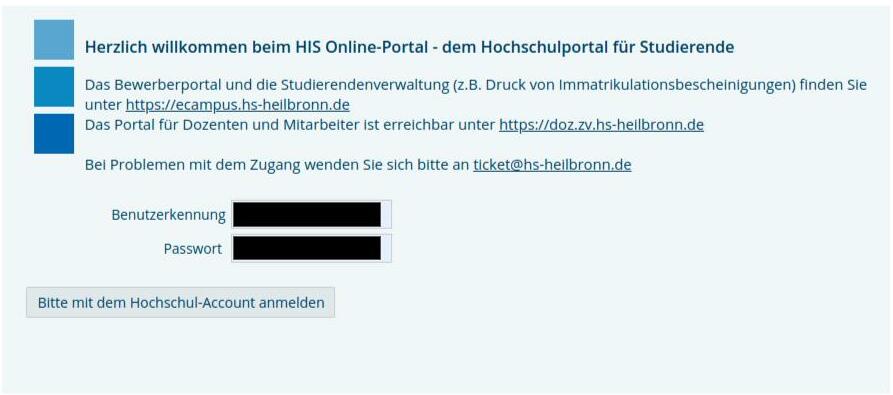 Herzlich willkommen beim HIS Online-Portal - dem Hochschulportal für Studierende
Das Bewerberportal und die Studierendenverwaltung (z.B. Druck von Immatrikulationsbescheinigungen) finden Sie
unter https://ecampus.hs-heilbronn.de
Das Portal für Dozenten und Mitarbeiter ist erreichbar unter https://doz.zv.hs-heilbronn.de
Bei Problemen mit dem Zugang wenden Sie sich bitte an ticket@hs-heilbronn.de
Benutzerkennung
Passwort
Bitte mit dem Hochschul-Account anmelden